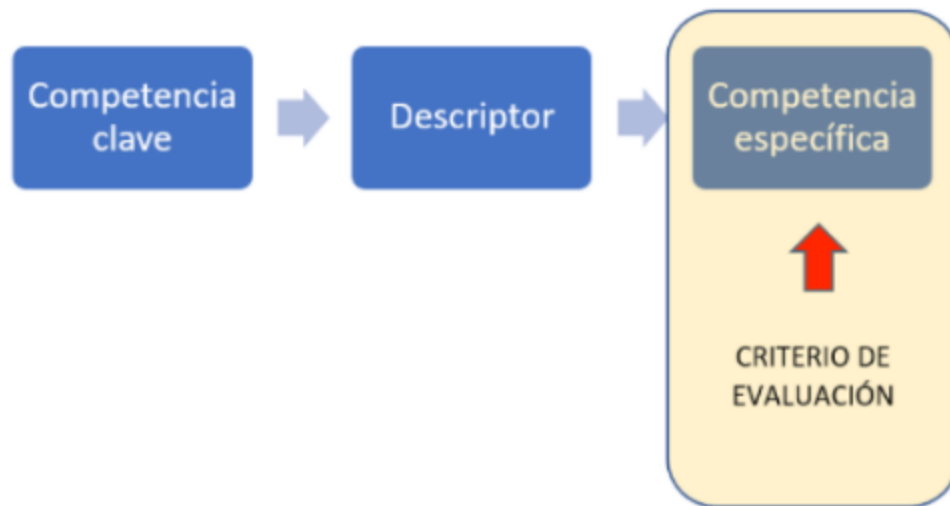 Competencia
clave
Descriptor
Competencia
específica
CRITERIO DE
EVALUACIÓN